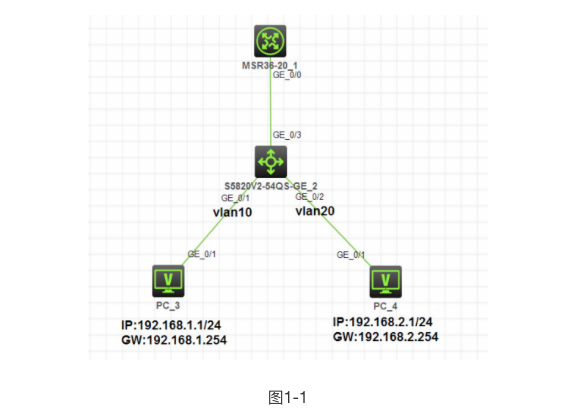 MSR36-20_1
GE_0/0
GE_0/3
S5820V2-54QS-GE_2
GE_0/1
GE_0/2
vlan10
vlan20
GE_0/1
GE_0/1
V
V
PC_3
PC_4
IP:192.168.1.1/24
GW:192.168.1.254
IP:192.168.2.1/24
GW:192.168.2.254
图1-1